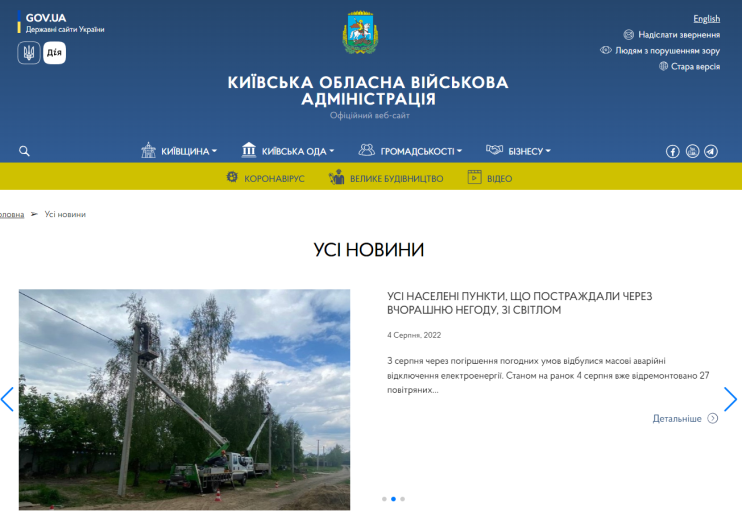 GOV.UA
Державні сайти України
Дія
English
Надіслати звернення
Людям з порушенням зору
Стара версія
КИЇВСЬКА ОБЛАСНА ВІЙСЬКОВА
АДМІНІСТРАЦІЯ
Офіційний веб-сайт
КИЇВЩИНА
КИЇВСЬКА ОДА
ГРОМАДСЬКОСТІ
БІЗНЕСУ
КОРОНАВІРУС
ВЕЛИКЕ БУДІВНИЦТВО
ВІДЕО
оловна ➢ Усі новини
УСІ НОВИНИ
УСІ НАСЕЛЕНІ ПУНКТИ, ЩО ПОСТРАЖДАЛИ ЧЕРЕЗ
ВЧОРАШНЮ НЕГОДУ, ЗІ СВІТЛОМ
4 Серпня, 2022
3 серпня через погіршення погодних умов відбулися масові аварійні
відключення електроенергії. Станом на ранок 4 серпня вже відремонтовано 27
повітряних...
Детальніше